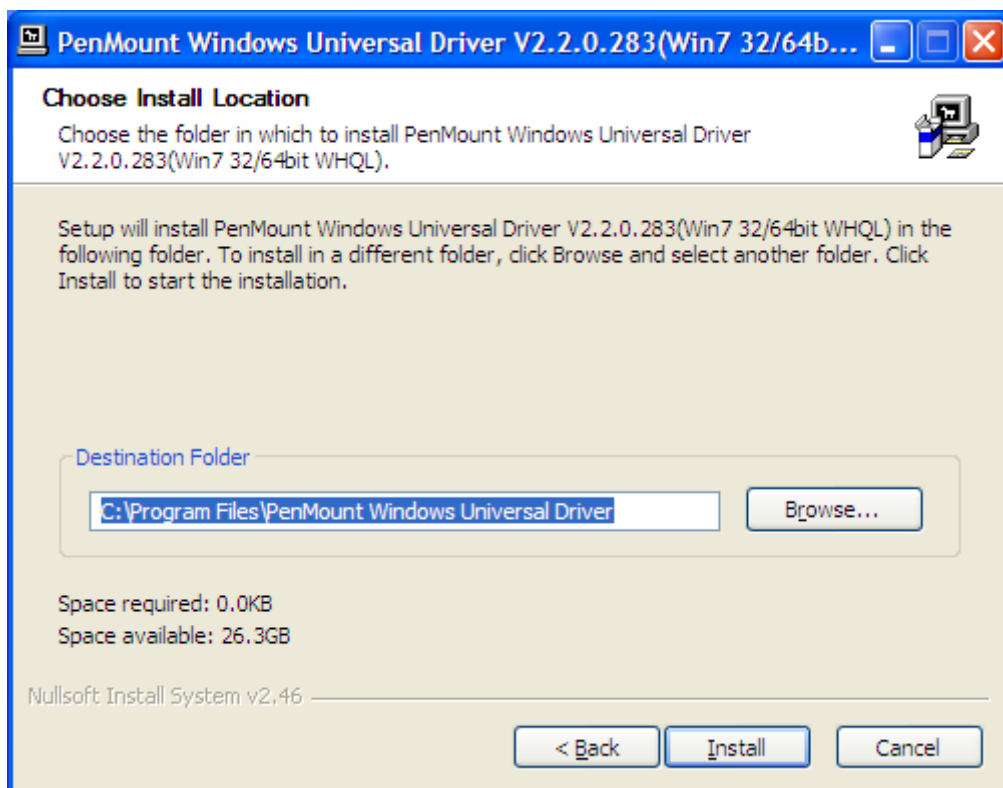 PenMount Windows Universal Driver V2.2.0.283(Win7 32/64b...
Choose Install Location
Choose the folder in which to install PenMount Windows Universal Driver
V2.2.0.283(Win7 32/64bit WHQL).
Setup will install PenMount Windows Universal Driver V2.2.0.283(Win7 32/64bit WHQL) in the
following folder. To install in a different folder, click Browse and select another folder. Click
Install to start the installation.
Destination Folder
C:\Program Files\PenMount Windows Universal Driver
Browse...
Space required: 0.0KB
Space available: 26.3GB
Nullsoft Install System v2.46
< Back
Install
Cancel